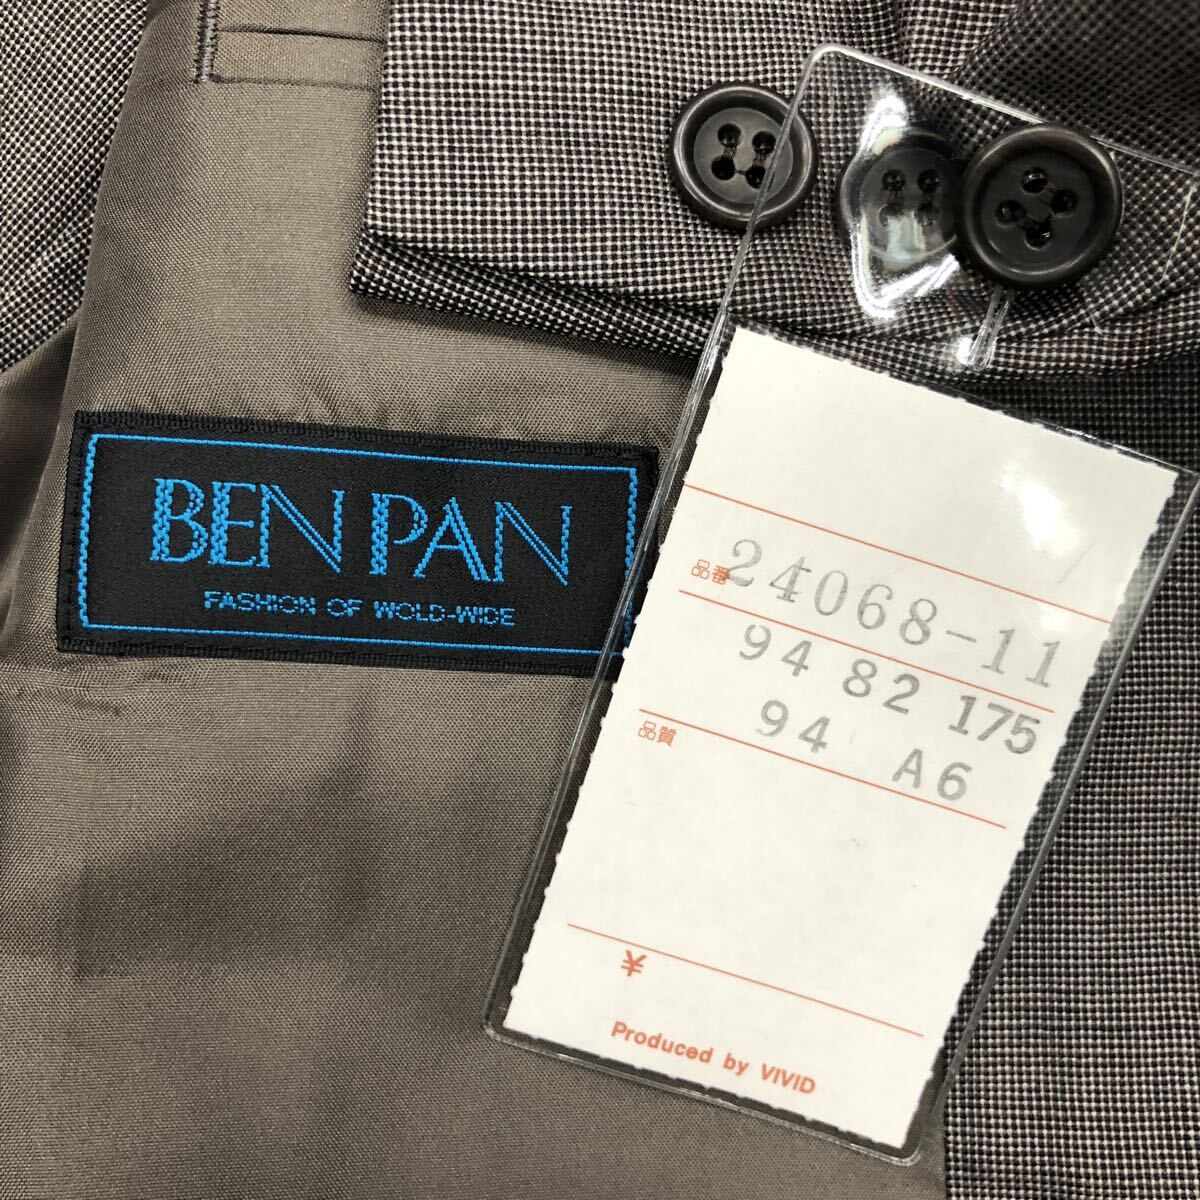 BEN PAN
FASHION OF WOLD-WIDE
品番 24068-11
94 82 175
品質 94 A6
¥
Produced by VIVID